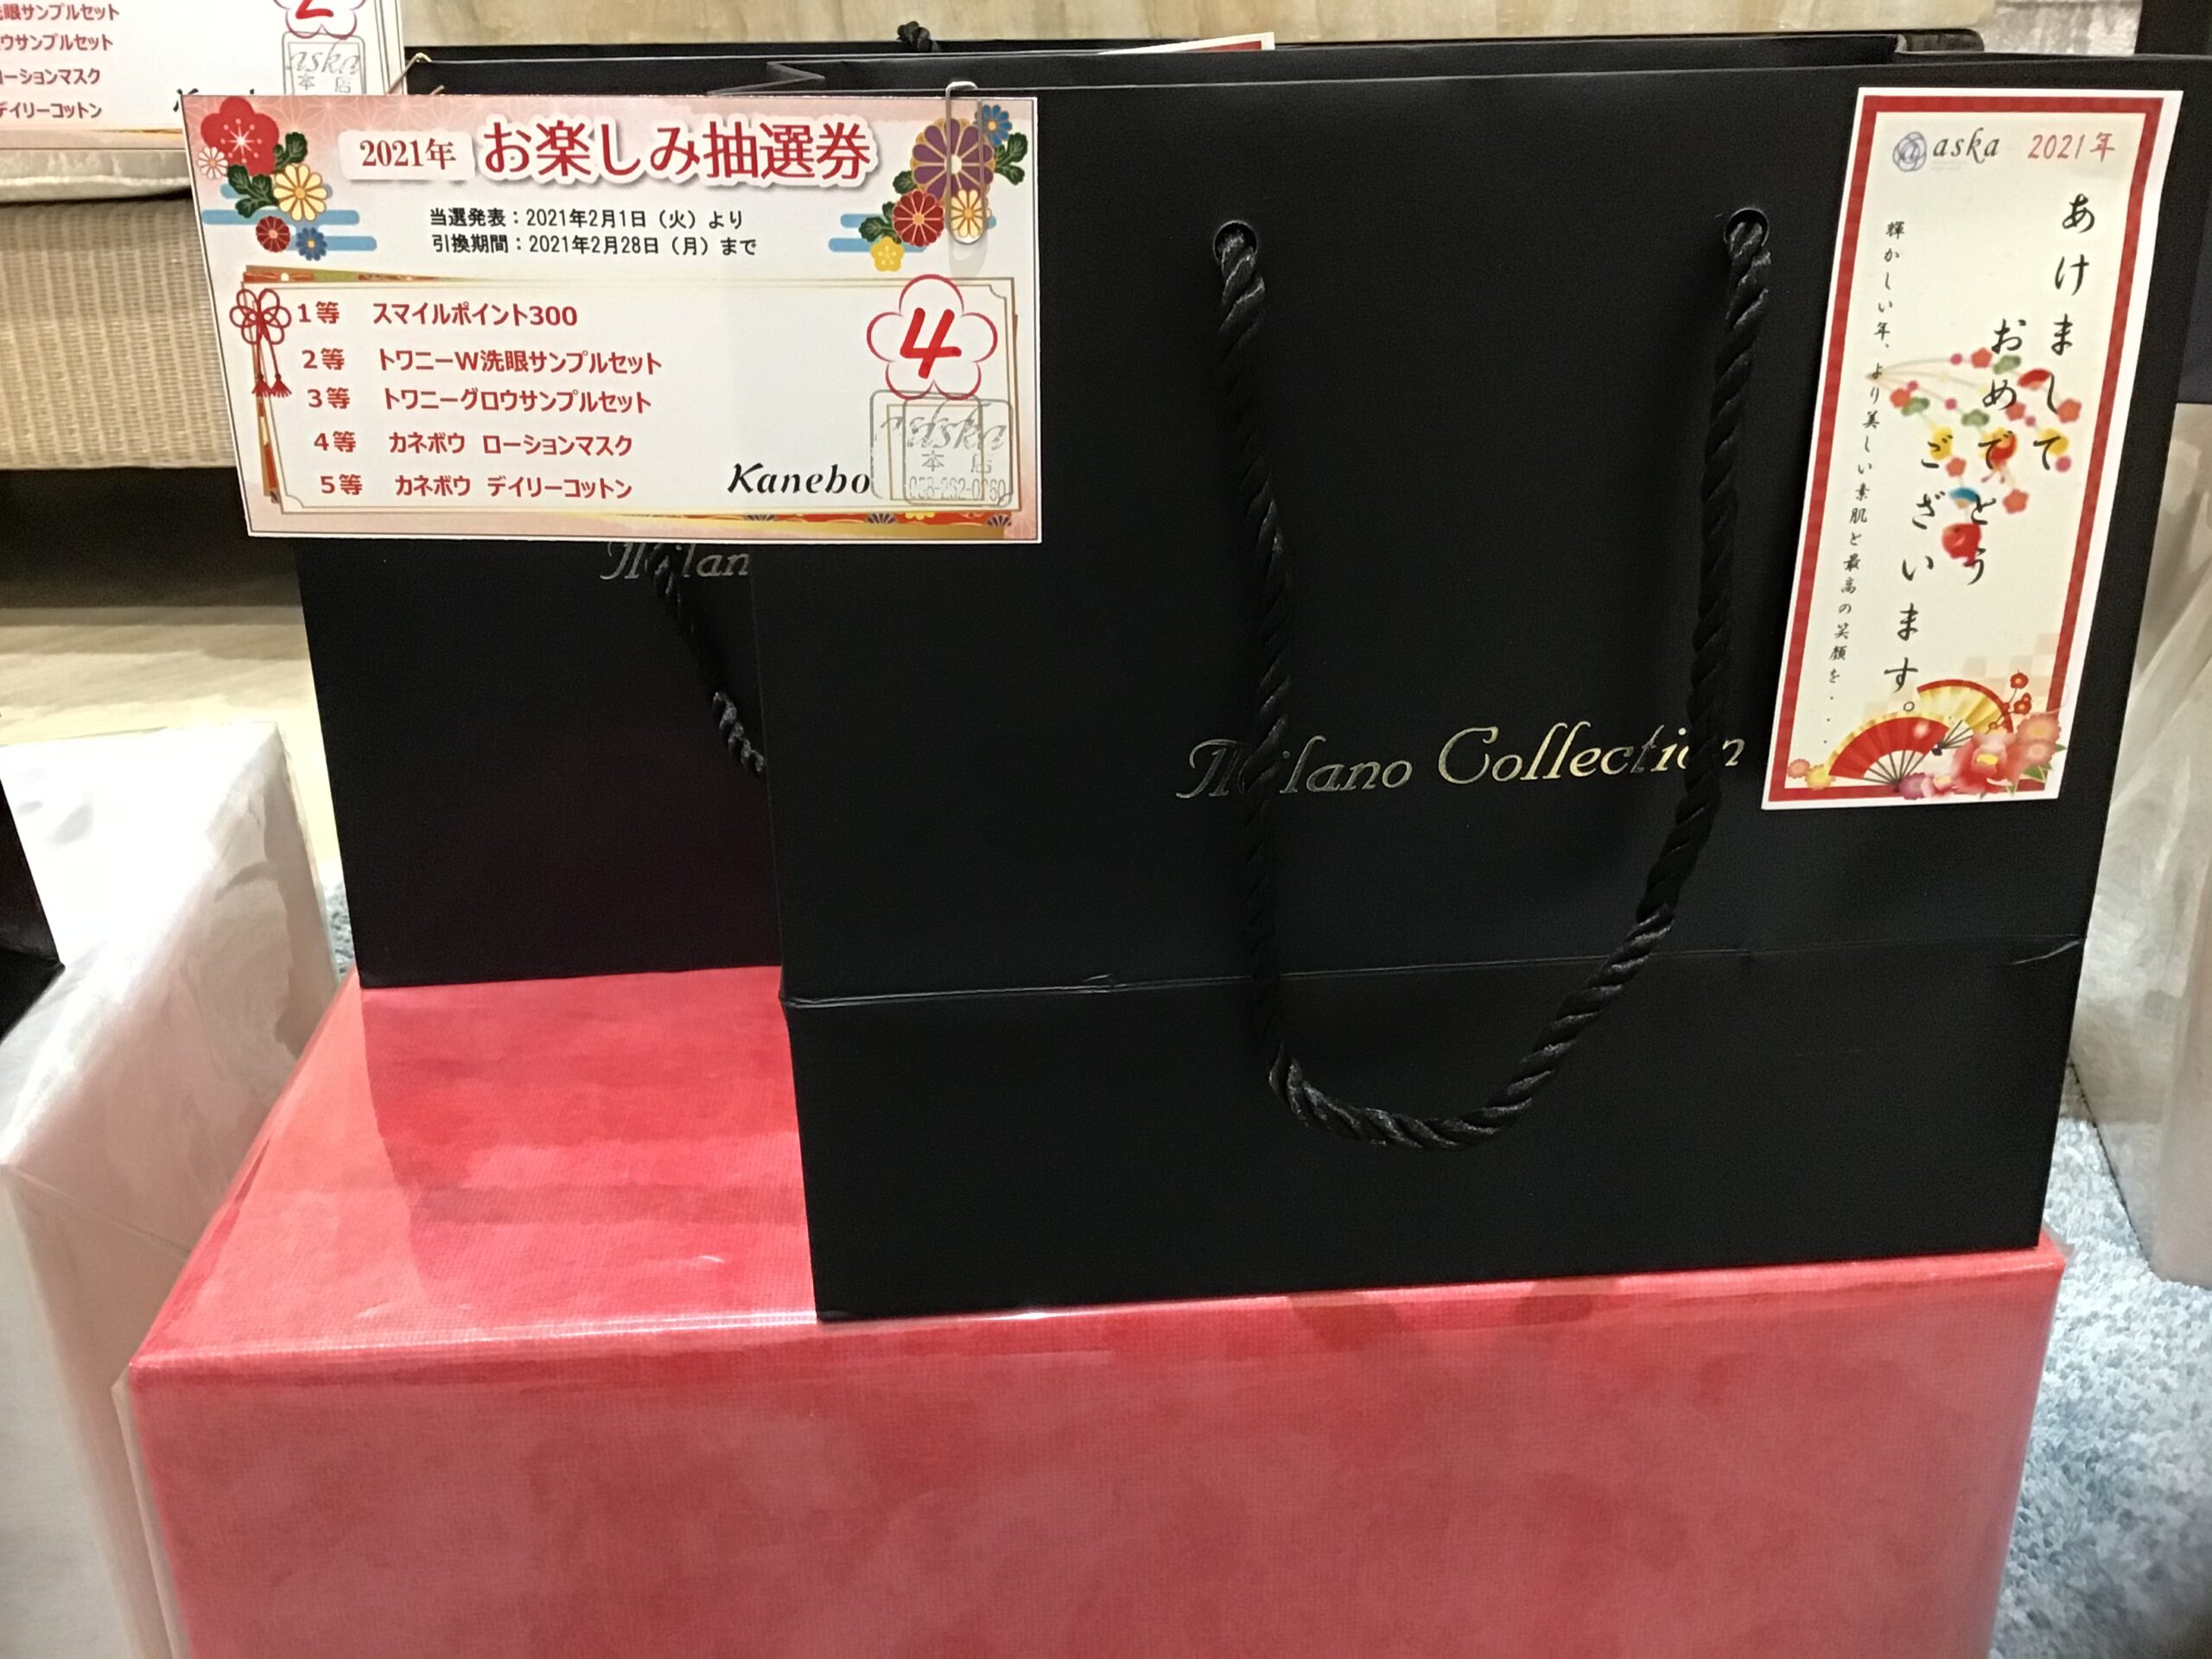 洗眼サンプルセット
ウサンプルセット
ローションマスク
デイリーコットン
2
aska
本店
2021年 お楽しみ抽選券
当選発表：2021年2月1日（火）より
引換期間：2021年2月28日（月）まで
1等 スマイルポイント300
2等 トワニーW洗眼サンプルセット
3等 トワニーグロウサンプルセット
4等 カネボウ ローションマスク
5等 カネボウ デイリーコットン
4
Kanebo
aska
本店
Milan
Milano Collection
aska 2021年
あけまして
おめでとう
ございます。
輝かしい年、より美しい素肌と最高の笑顔を・・・